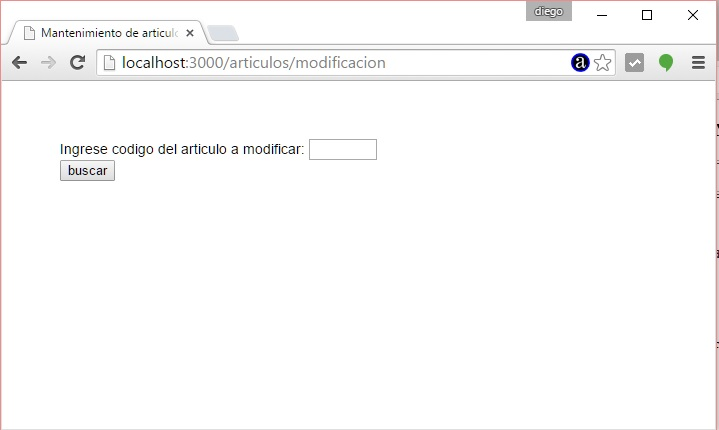 diego
Mantenimiento de articulo
localhost:3000/articulos/modificacion
a
Ingrese codigo del articulo a modificar:
buscar